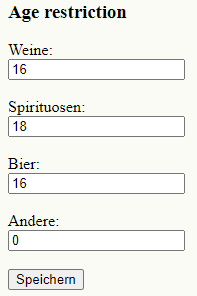 Age restriction
Weine:
16
Spirituosen:
18
Bier:
16
Andere:
0
Speichern